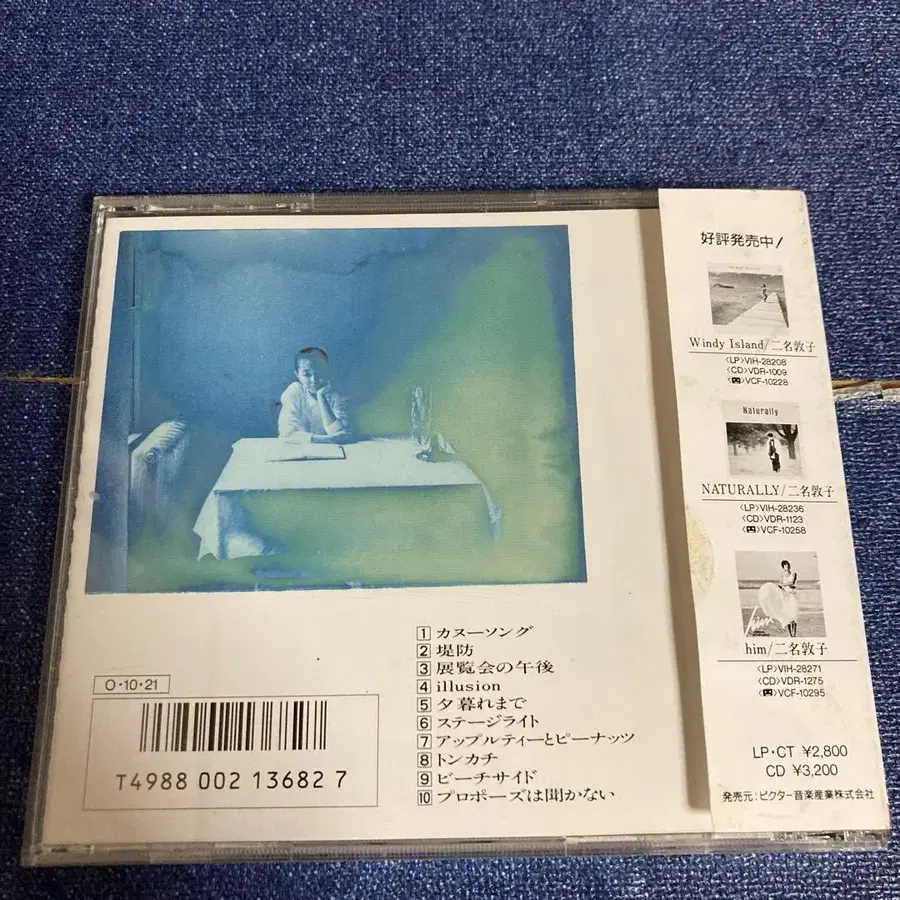 1 カヌーソング
2 堤防
3 展覧会の午後
4 illusion
5 夕暮れまで
6 ステージライト
7 アップルティーとピーナッツ
8 トンカチ
9 ビーチサイド
10 プロポーズは聞かない
O・10・21
T4988 002 13682 7
好評発売中!
Windy Island/二名敦子
〈LP〉VIH-28208
〈CD〉VDR-1009
VCF-10228
Naturally
NATURALLY/二名敦子
〈LP〉VIH-28236
〈CD〉VDR-1123
VCF-10258
him
him/二名敦子
〈LP〉VIH-28271
〈CD〉VDR-1275
VCF-10295
LP・CT ¥2,800
CD ¥3,200
発売元:ビクター音楽産業株式会社